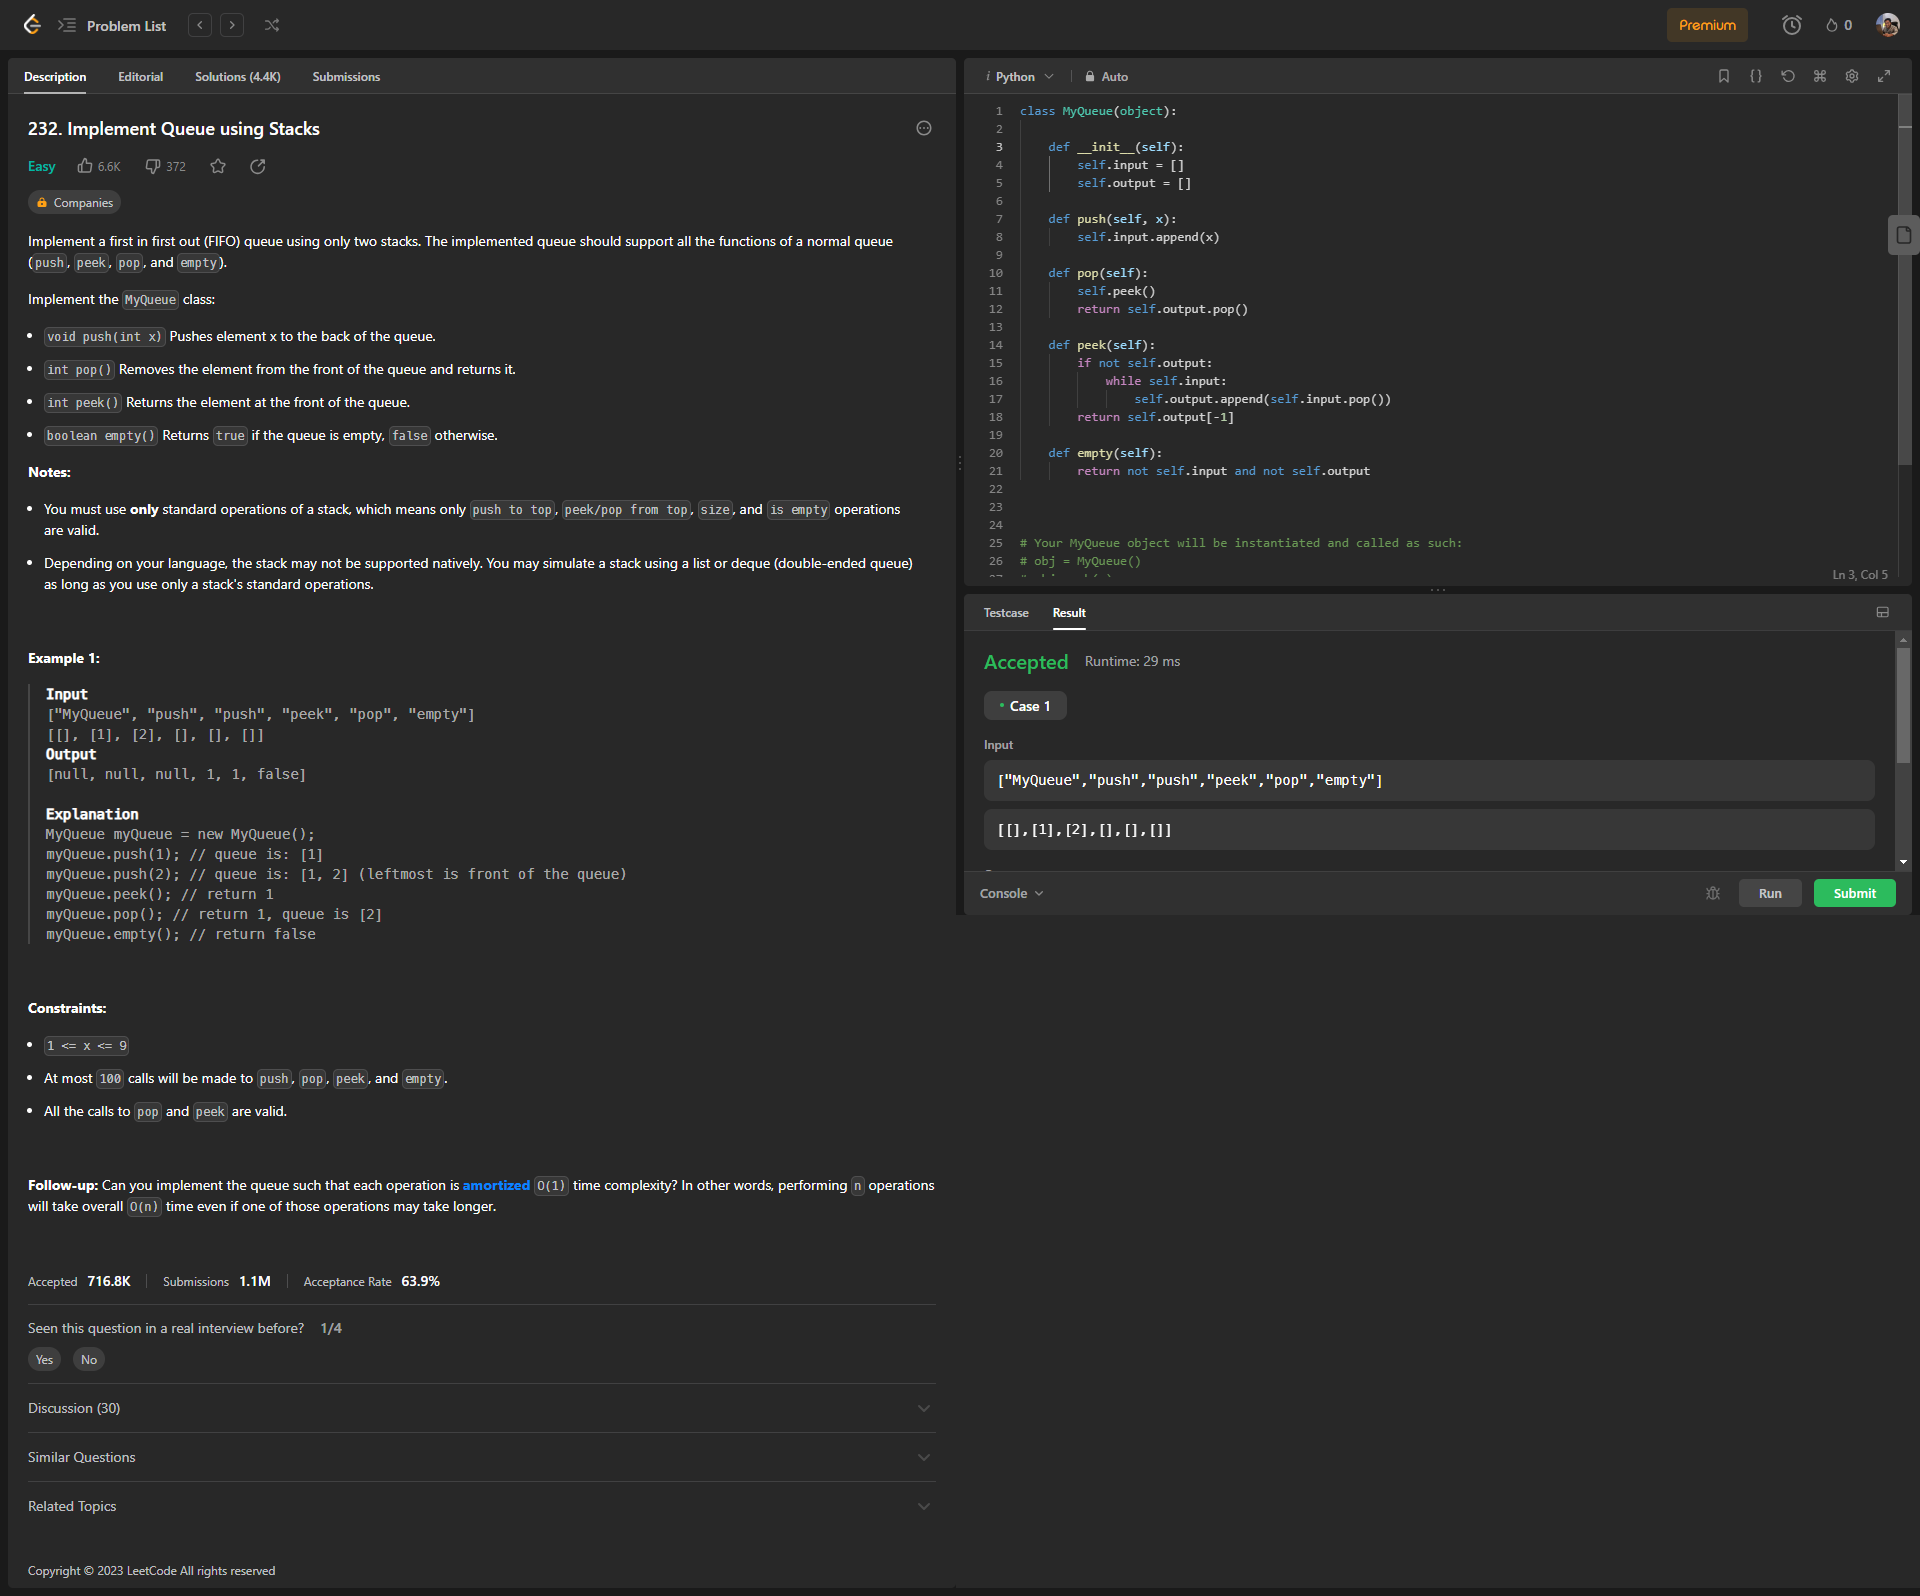 Problem List
Premium
0
Description Editorial Solutions (4.4K) Submissions
232. Implement Queue using Stacks
Easy 6.6K 372
Companies
Implement a first in first out (FIFO) queue using only two stacks. The implemented queue should support all the functions of a normal queue
(push, peek, pop, and empty).
Implement the MyQueue class:
• void push(int x) Pushes element x to the back of the queue.
• int pop() Removes the element from the front of the queue and returns it.
• int peek() Returns the element at the front of the queue.
• boolean empty() Returns true if the queue is empty, false otherwise.
Notes:
• You must use only standard operations of a stack, which means only push to top, peek/pop from top, size, and is empty operations
are valid.
• Depending on your language, the stack may not be supported natively. You may simulate a stack using a list or deque (double-ended queue)
as long as you use only a stack's standard operations.
Example 1:
Input
["MyQueue", "push", "push", "peek", "pop", "empty"]
[[], [1], [2], [], [], []]
Output
[null, null, null, 1, 1, false]
Explanation
MyQueue myQueue = new MyQueue();
myQueue.push(1); // queue is: [1]
myQueue.push(2); // queue is: [1, 2] (leftmost is front of the queue)
myQueue.peek(); // return 1
myQueue.pop(); // return 1, queue is [2]
myQueue.empty(); // return false
Constraints:
• 1 <= x <= 9
• At most 100 calls will be made to push, pop, peek, and empty.
• All the calls to pop and peek are valid.
Follow-up: Can you implement the queue such that each operation is amortized O(1) time complexity? In other words, performing n operations
will take overall O(n) time even if one of those operations may take longer.
Accepted 716.8K Submissions 1.1M Acceptance Rate 63.9%
Seen this question in a real interview before? 1/4
Yes No
Discussion (30)
Similar Questions
Related Topics
Copyright © 2023 LeetCode All rights reserved
i Python Auto
1 class MyQueue(object):
2
3 def __init__(self):
4 self.input = []
5 self.output = []
6
7 def push(self, x):
8 self.input.append(x)
9
10 def pop(self):
11 self.peek()
12 return self.output.pop()
13
14 def peek(self):
15 if not self.output:
16 while self.input:
17 self.output.append(self.input.pop())
18 return self.output[-1]
19
20 def empty(self):
21 return not self.input and not self.output
22
23
24
25 # Your MyQueue object will be instantiated and called as such:
26 # obj = MyQueue()
Ln 3, Col 5
Testcase Result
Accepted Runtime: 29 ms
• Case 1
Input
["MyQueue","push","push","peek","pop","empty"]
[[],[1],[2],[],[],[]]
Console
Run Submit